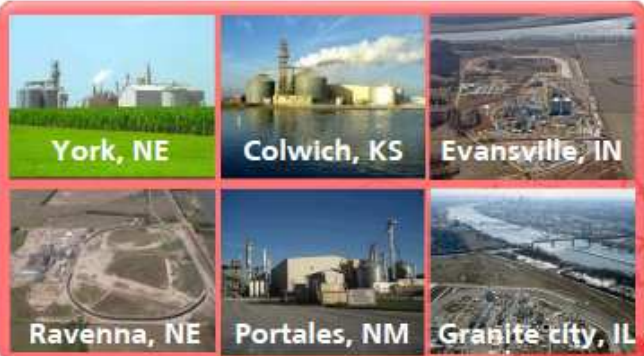 York, NE
Colwich, KS
Evansville, IN
Ravenna, NE
Portales, NM
Granite city, IL